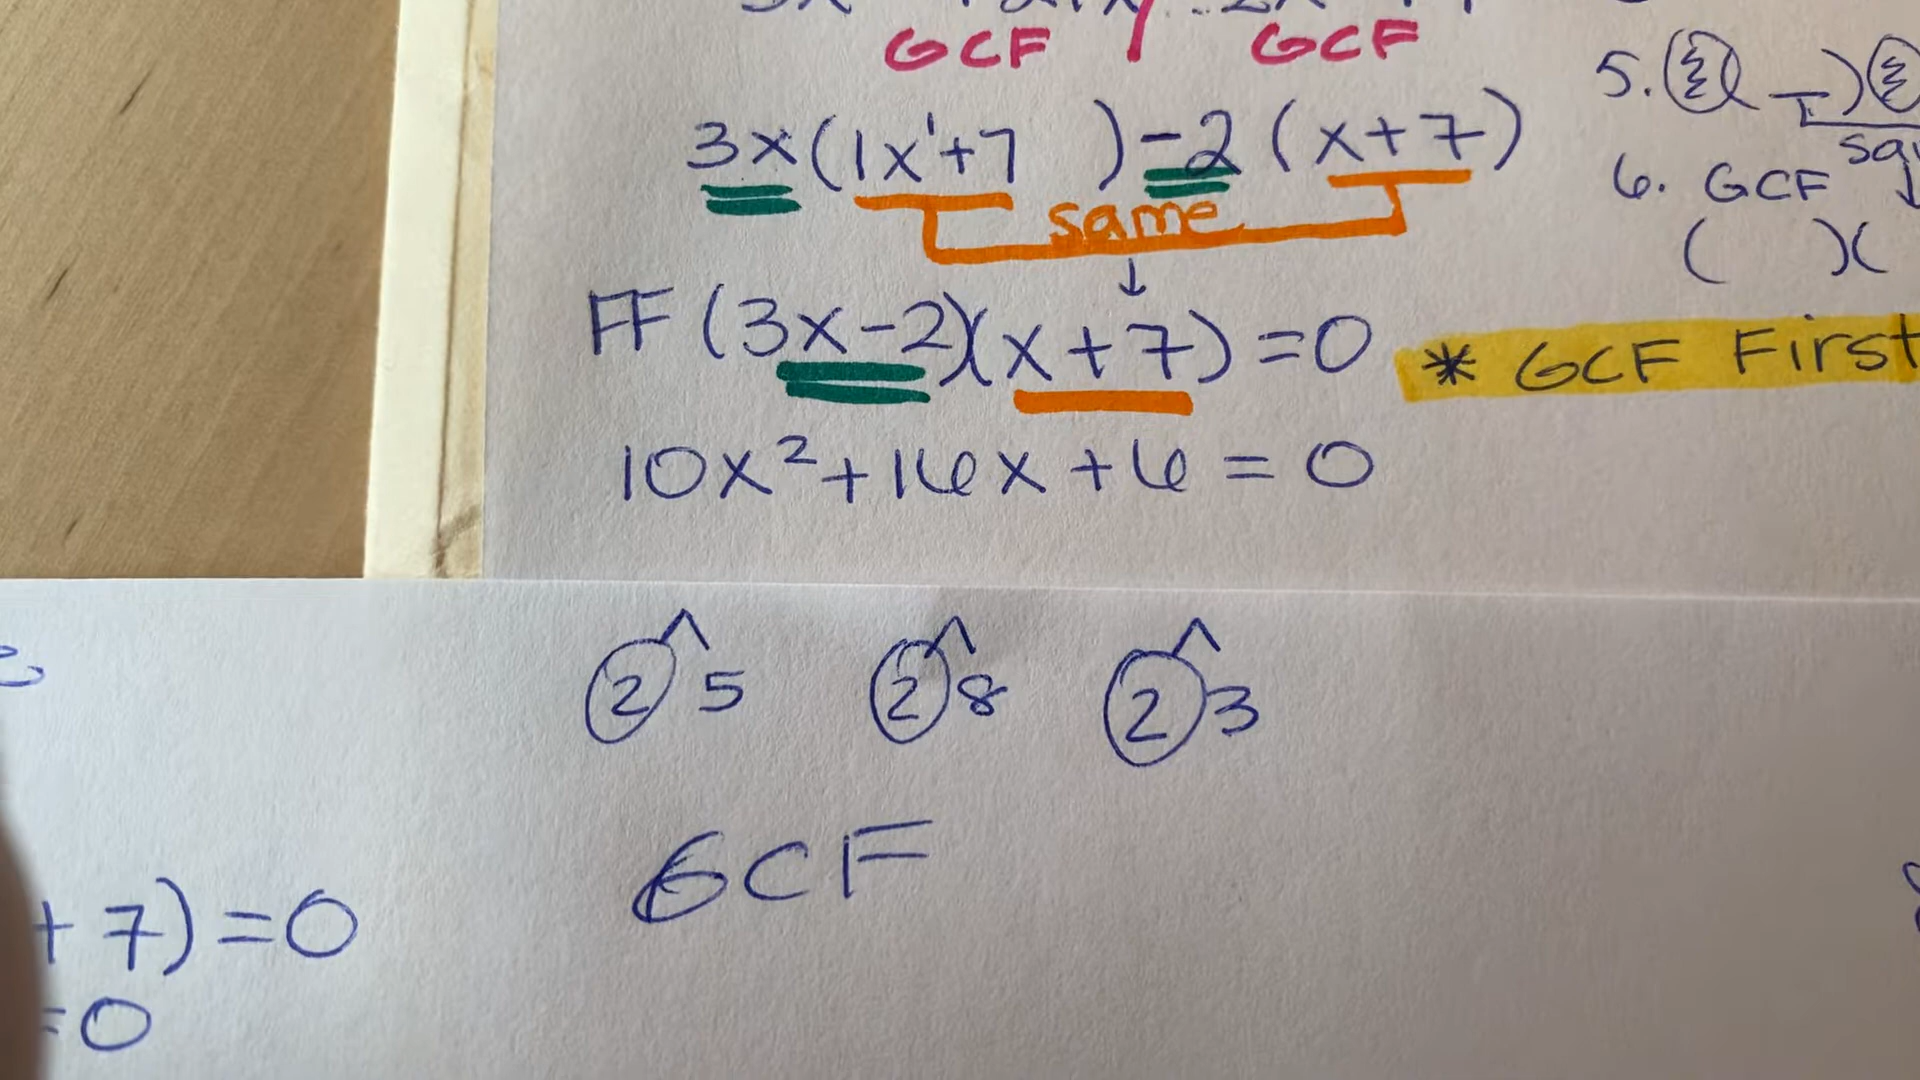 GCF GCF
3x(1x¹+7 )-2(x+7)
same
↓
FF (3x-2)(x+7)=0
10x²+16x+6=0
5. ( _)(
6. GCF
( )(
* GCF First
2 5 2 8 2 3
GCF
+7)=0
=0